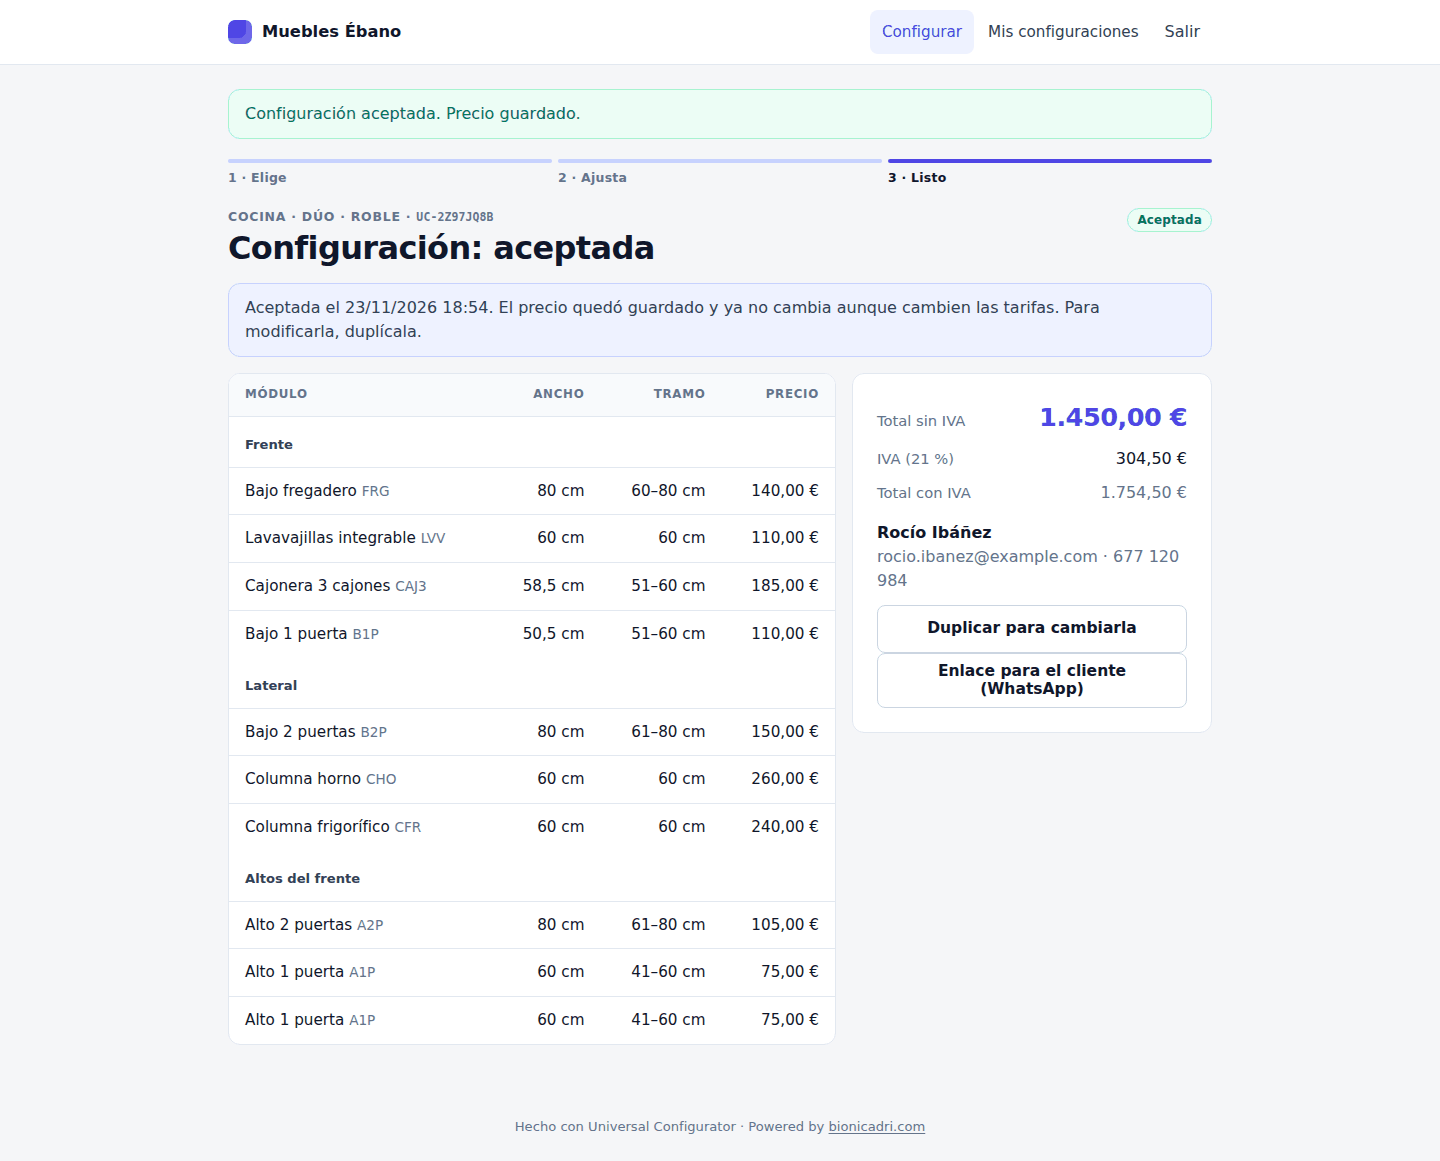 Muebles Ébano
Configurar
Mis configuraciones
Salir
Configuración aceptada. Precio guardado.
1 · Elige
2 · Ajusta
3 · Listo
COCINA · DÚO · ROBLE · UC-2Z97JQ8B
Aceptada
Configuración: aceptada
Aceptada el 23/11/2026 18:54. El precio quedó guardado y ya no cambia aunque cambien las tarifas. Para
modificarla, duplícala.
MÓDULO ANCHO TRAMO PRECIO
Frente
Bajo fregadero FRG 80 cm 60–80 cm 140,00 €
Lavavajillas integrable LVV 60 cm 60 cm 110,00 €
Cajonera 3 cajones CAJ3 58,5 cm 51–60 cm 185,00 €
Bajo 1 puerta B1P 50,5 cm 51–60 cm 110,00 €
Lateral
Bajo 2 puertas B2P 80 cm 61–80 cm 150,00 €
Columna horno CHO 60 cm 60 cm 260,00 €
Columna frigorífico CFR 60 cm 60 cm 240,00 €
Altos del frente
Alto 2 puertas A2P 80 cm 61–80 cm 105,00 €
Alto 1 puerta A1P 60 cm 41–60 cm 75,00 €
Alto 1 puerta A1P 60 cm 41–60 cm 75,00 €
Total sin IVA 1.450,00 €
IVA (21 %) 304,50 €
Total con IVA 1.754,50 €
Rocío Ibáñez
rocio.ibanez@example.com · 677 120
984
Duplicar para cambiarla
Enlace para el cliente
(WhatsApp)
Hecho con Universal Configurator · Powered by bionicadri.com